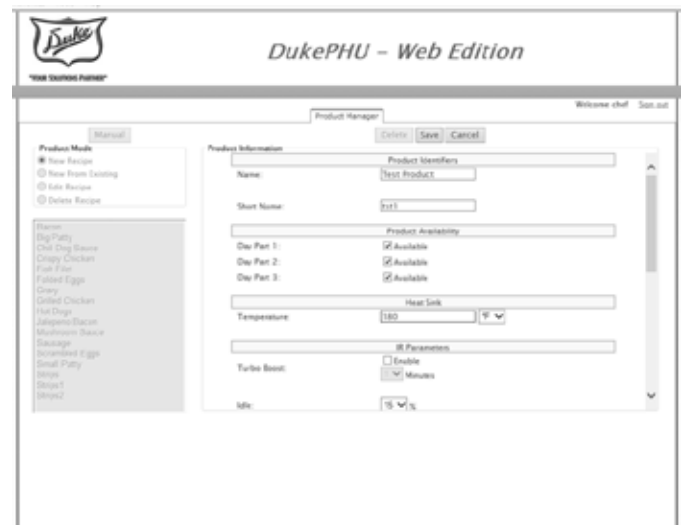 Duke
"YOUR SOLUTIONS PARTNER"
DukePHU - Web Edition
Welcome chef Sign out
Product Manager
Manual
Delete Save Cancel
Product Mode
New Recipe
New From Existing
Edit Recipe
Delete Recipe
Bacon
Big Patty
Chili Dog Sauce
Crispy Chicken
Fish Filet
Folded Eggs
Gravy
Grilled Chicken
Hot Dogs
Jalapeno Bacon
Mushroom Sauce
Sausage
Scrambled Eggs
Small Patty
Strips
Strips1
Strips2
Product Information
Product Identifiers
Name: Test Product
Short Name: tst1
Product Availability
Day Part 1: Available
Day Part 2: Available
Day Part 3: Available
Heat Sink
Temperature: 180 °F
IR Parameters
Turbo Boost: Enable
Minutes
Idle: 15 %